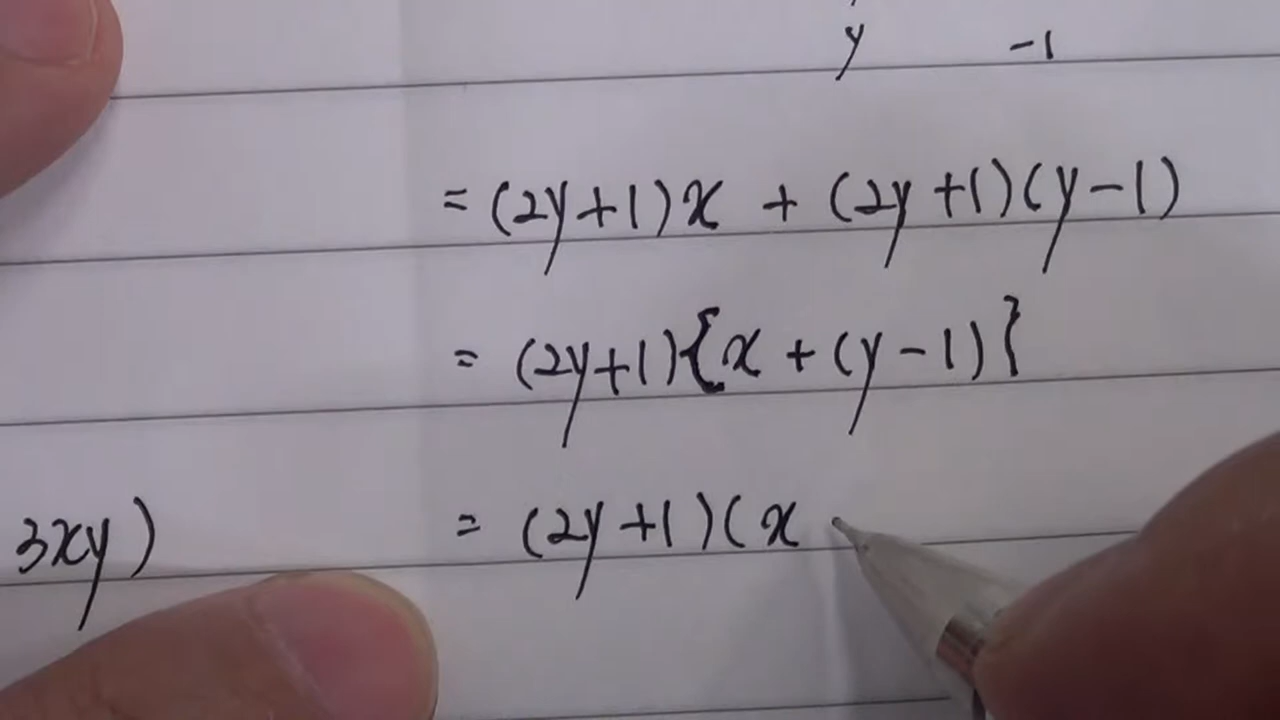 y -1
= (2y+1)x + (2y+1)(y-1)
= (2y+1){x + (y-1)}
3xy) = (2y+1)(x